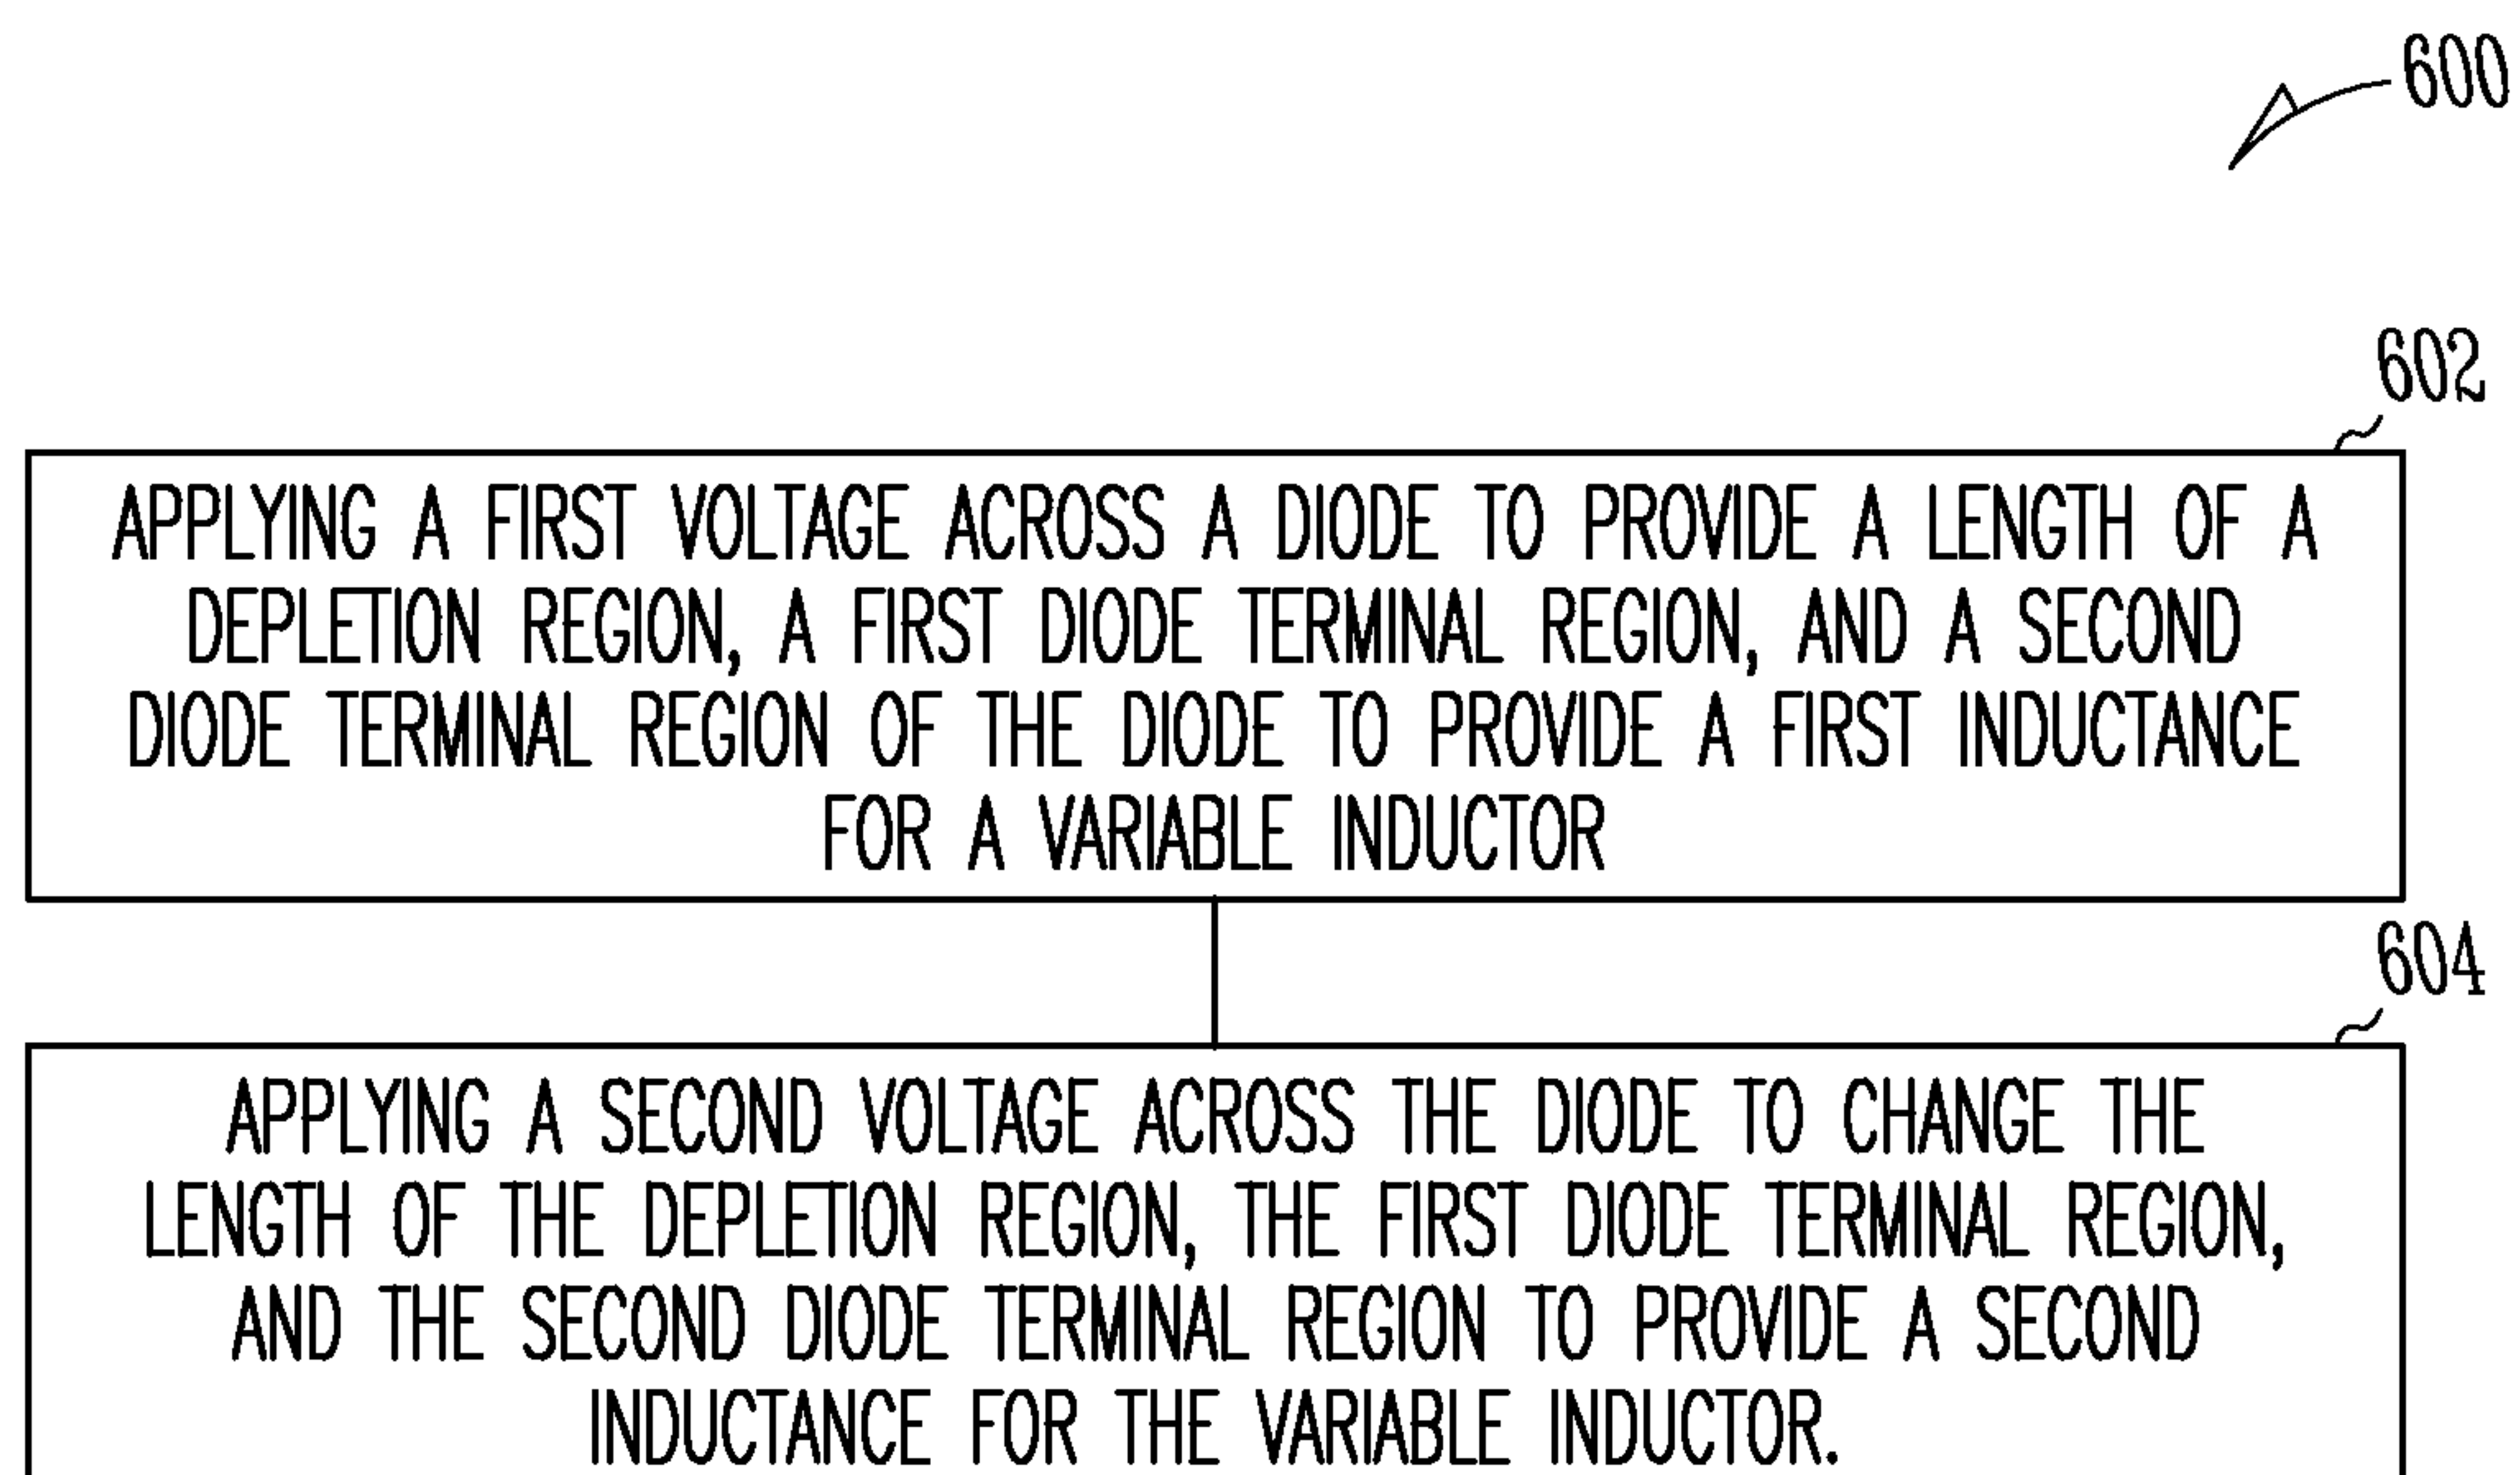 600
602
APPLYING A FIRST VOLTAGE ACROSS A DIODE TO PROVIDE A LENGTH OF A
DEPLETION REGION, A FIRST DIODE TERMINAL REGION, AND A SECOND
DIODE TERMINAL REGION OF THE DIODE TO PROVIDE A FIRST INDUCTANCE
FOR A VARIABLE INDUCTOR
604
APPLYING A SECOND VOLTAGE ACROSS THE DIODE TO CHANGE THE
LENGTH OF THE DEPLETION REGION, THE FIRST DIODE TERMINAL REGION,
AND THE SECOND DIODE TERMINAL REGION TO PROVIDE A SECOND
INDUCTANCE FOR THE VARIABLE INDUCTOR.